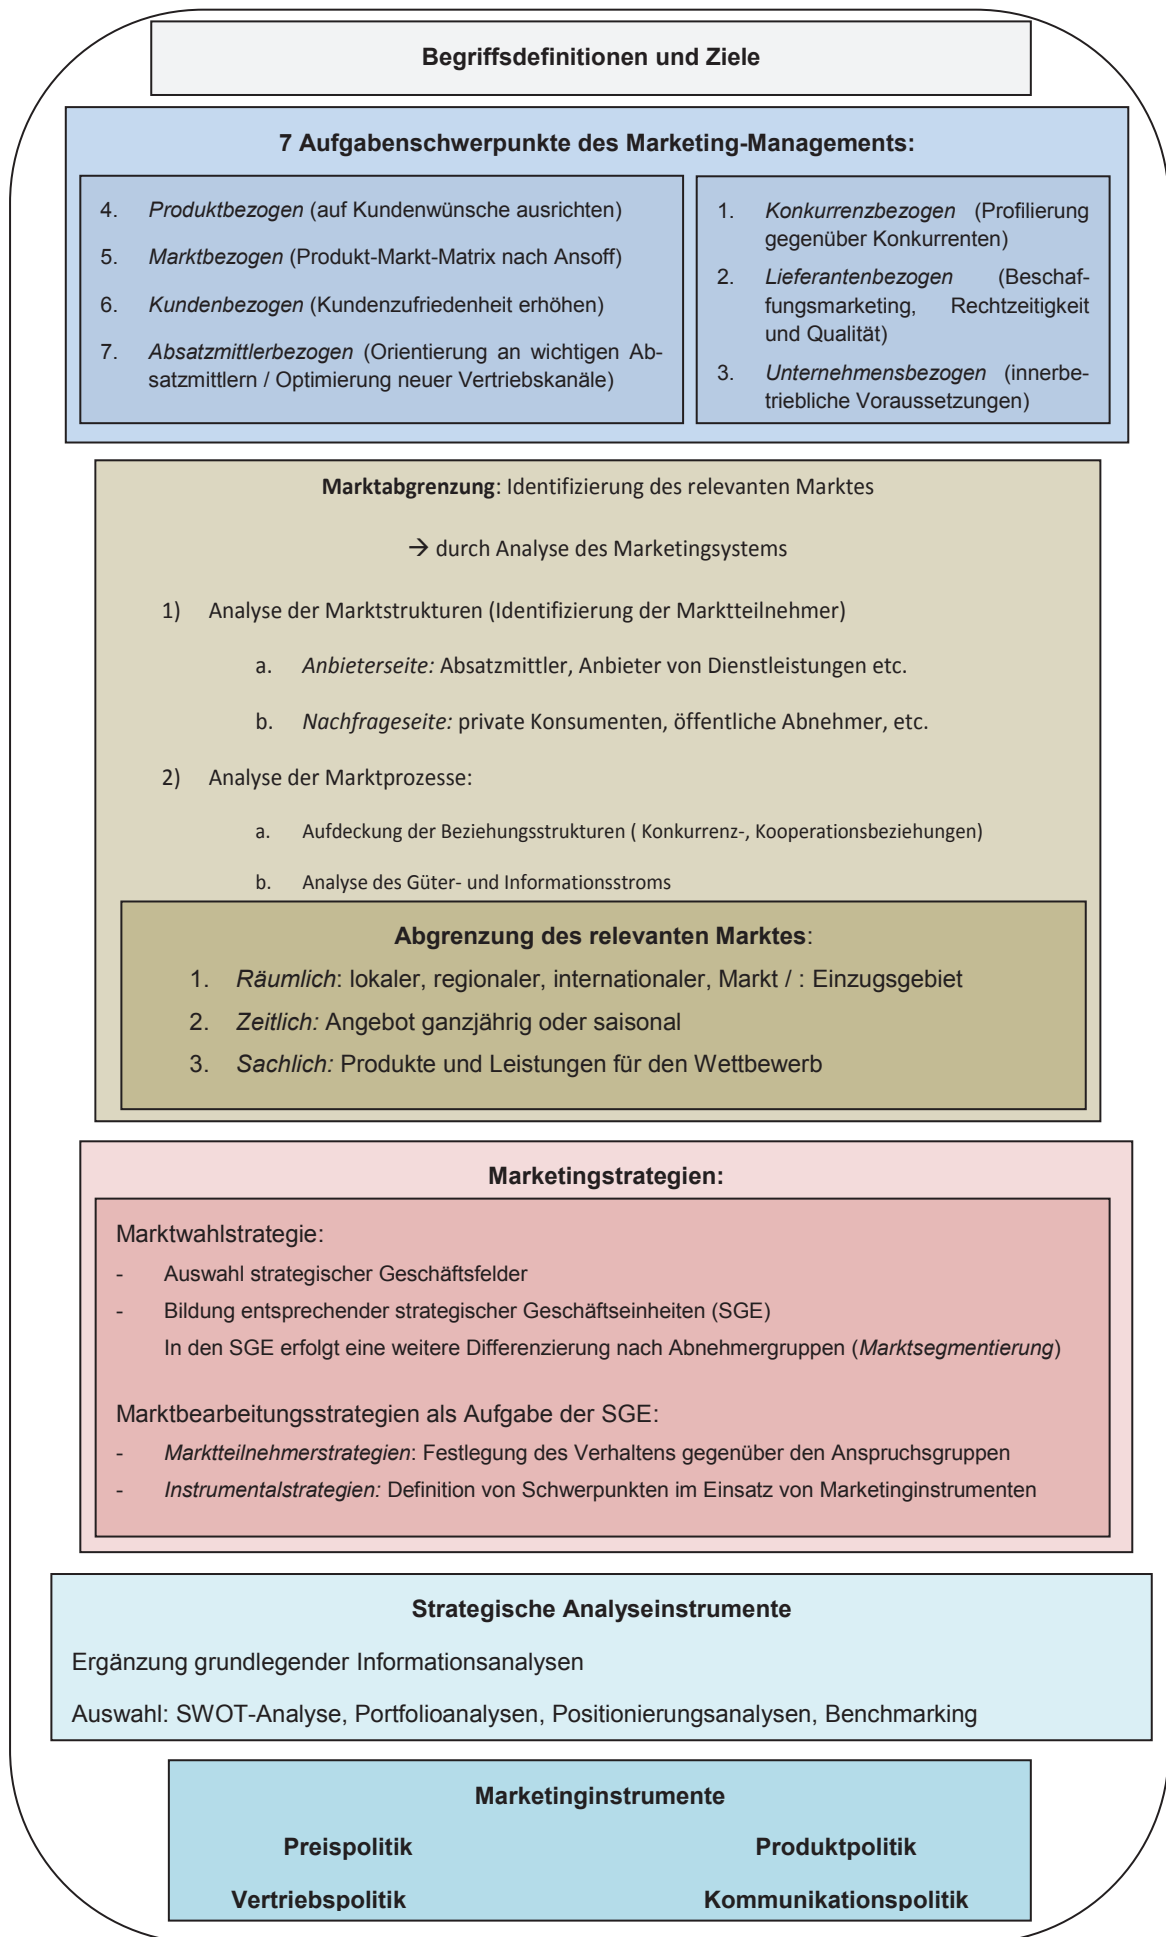 Begriffsdefinitionen und Ziele
7 Aufgabenschwerpunkte des Marketing-Managements:
4. Produktbezogen (auf Kundenwünsche ausrichten)
5. Marktbezogen (Produkt-Markt-Matrix nach Ansoff)
6. Kundenbezogen (Kundenzufriedenheit erhöhen)
7. Absatzmittlerbezogen (Orientierung an wichtigen Ab-
satzmittlern / Optimierung neuer Vertriebskanäle)
1. Konkurrenzbezogen (Profilierung
gegenüber Konkurrenten)
2. Lieferantenbezogen (Beschaf-
fungsmarketing, Rechtzeitigkeit
und Qualität)
3. Unternehmensbezogen (innerbe-
triebliche Voraussetzungen)
Marktabgrenzung: Identifizierung des relevanten Marktes
→ durch Analyse des Marketingsystems
1) Analyse der Marktstrukturen (Identifizierung der Marktteilnehmer)
a. Anbieterseite: Absatzmittler, Anbieter von Dienstleistungen etc.
b. Nachfrageseite: private Konsumenten, öffentliche Abnehmer, etc.
2) Analyse der Marktprozesse:
a. Aufdeckung der Beziehungsstrukturen ( Konkurrenz-, Kooperationsbeziehungen)
b. Analyse des Güter- und Informationsstroms
Abgrenzung des relevanten Marktes:
1. Räumlich: lokaler, regionaler, internationaler, Markt / : Einzugsgebiet
2. Zeitlich: Angebot ganzjährig oder saisonal
3. Sachlich: Produkte und Leistungen für den Wettbewerb
Marketingstrategien:
Marktwahlstrategie:
- Auswahl strategischer Geschäftsfelder
- Bildung entsprechender strategischer Geschäftseinheiten (SGE)
In den SGE erfolgt eine weitere Differenzierung nach Abnehmergruppen (Marktsegmentierung)
Marktbearbeitungsstrategien als Aufgabe der SGE:
- Marktteilnehmerstrategien: Festlegung des Verhaltens gegenüber den Anspruchsgruppen
- Instrumentalstrategien: Definition von Schwerpunkten im Einsatz von Marketinginstrumenten
Strategische Analyseinstrumente
Ergänzung grundlegender Informationsanalysen
Auswahl: SWOT-Analyse, Portfolioanalysen, Positionierungsanalysen, Benchmarking
Marketinginstrumente
Preispolitik Produktpolitik
Vertriebspolitik Kommunikationspolitik